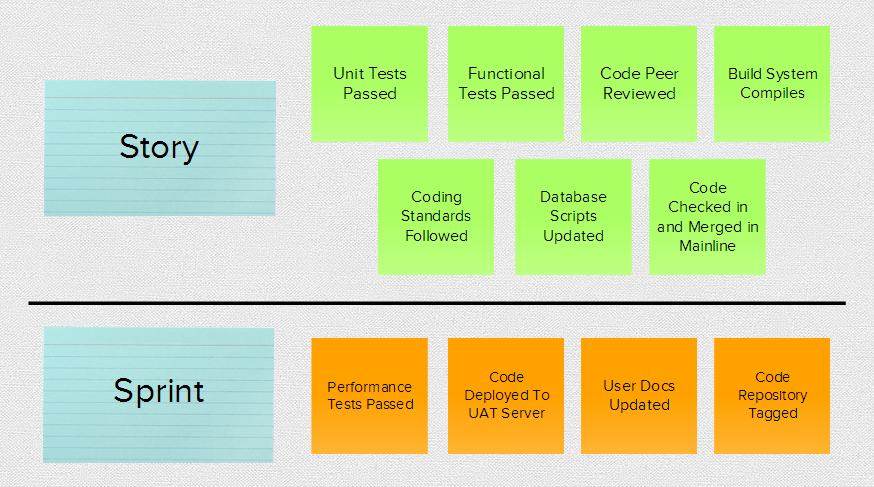 Story
Unit Tests
Passed
Functional
Tests Passed
Code Peer
Reviewed
Build System
Compiles
Coding
Standards
Followed
Database
Scripts
Updated
Code
Checked in
and Merged in
Mainline
Sprint
Performance
Tests Passed
Code
Deployed To
UAT Server
User Docs
Updated
Code
Repository
Tagged